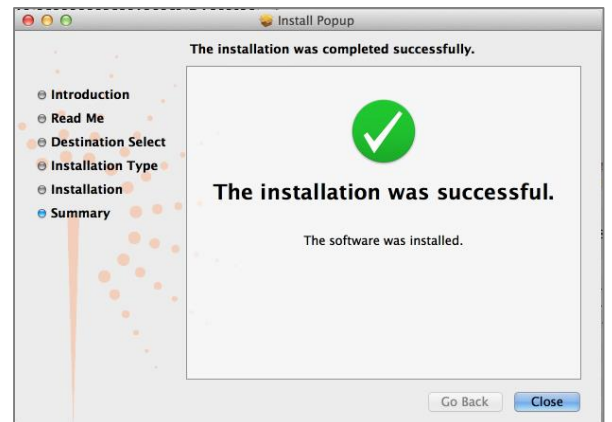 Install Popup
The installation was completed successfully.
Introduction
Read Me
Destination Select
Installation Type
Installation
Summary
The installation was successful.
The software was installed.
Go Back
Close